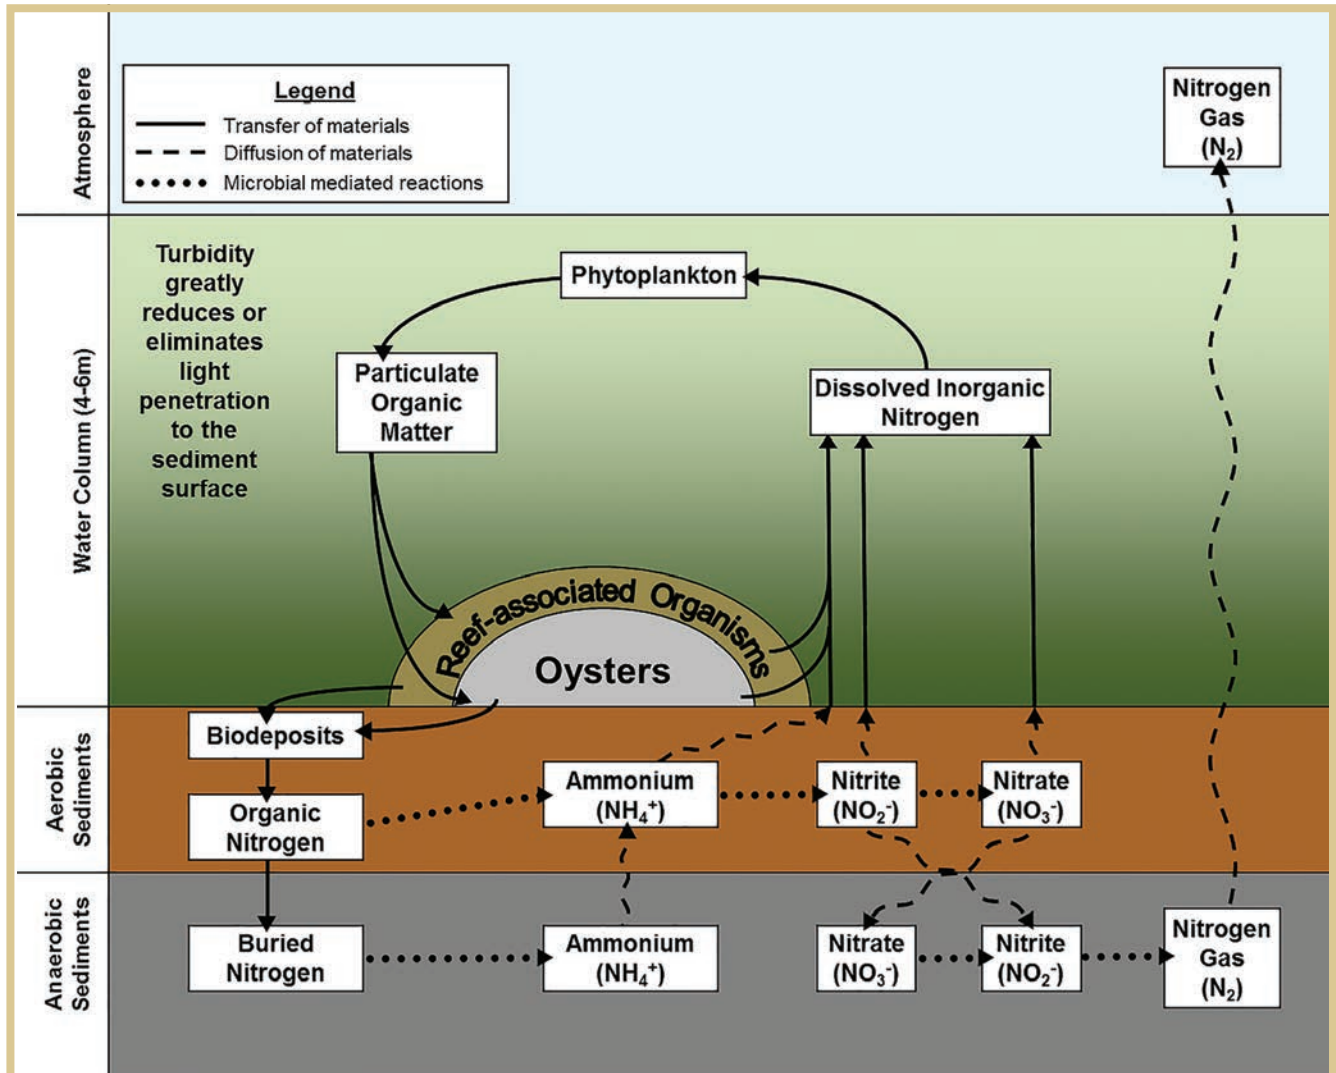 Atmosphere
Legend
Transfer of materials
Diffusion of materials
Microbial mediated reactions
Nitrogen
Gas
(N₂)
Water Column (4-6m)
Turbidity
greatly
reduces or
eliminates
light
penetration
to the
sediment
surface
Phytoplankton
Particulate
Organic
Matter
Dissolved Inorganic
Nitrogen
Reef-associated Organisms
Oysters
Aerobic
Sediments
Biodeposits
Organic
Nitrogen
Ammonium
(NH₄⁺)
Nitrite
(NO₂⁻)
Nitrate
(NO₃⁻)
Anaerobic
Sediments
Buried
Nitrogen
Ammonium
(NH₄⁺)
Nitrate
(NO₃⁻)
Nitrite
(NO₂⁻)
Nitrogen
Gas
(N₂)